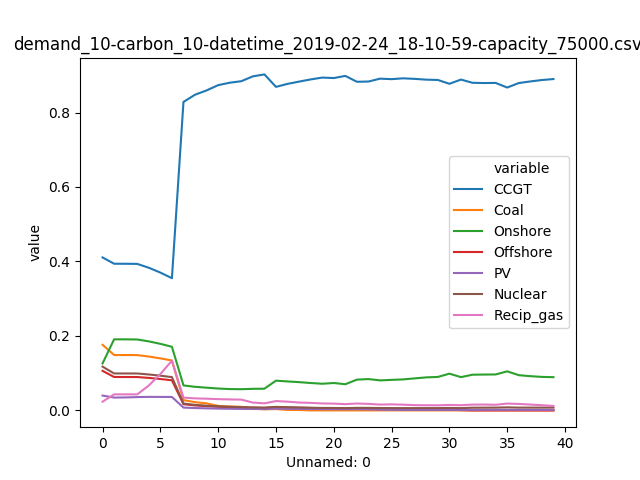 demand_10-carbon_10-datetime_2019-02-24_18-10-59-capacity_75000.csv
value
0.8
0.6
0.4
0.2
0.0
variable
CCGT
Coal
Onshore
Offshore
PV
Nuclear
Recip_gas
0 5 10 15 20 25 30 35 40
Unnamed: 0